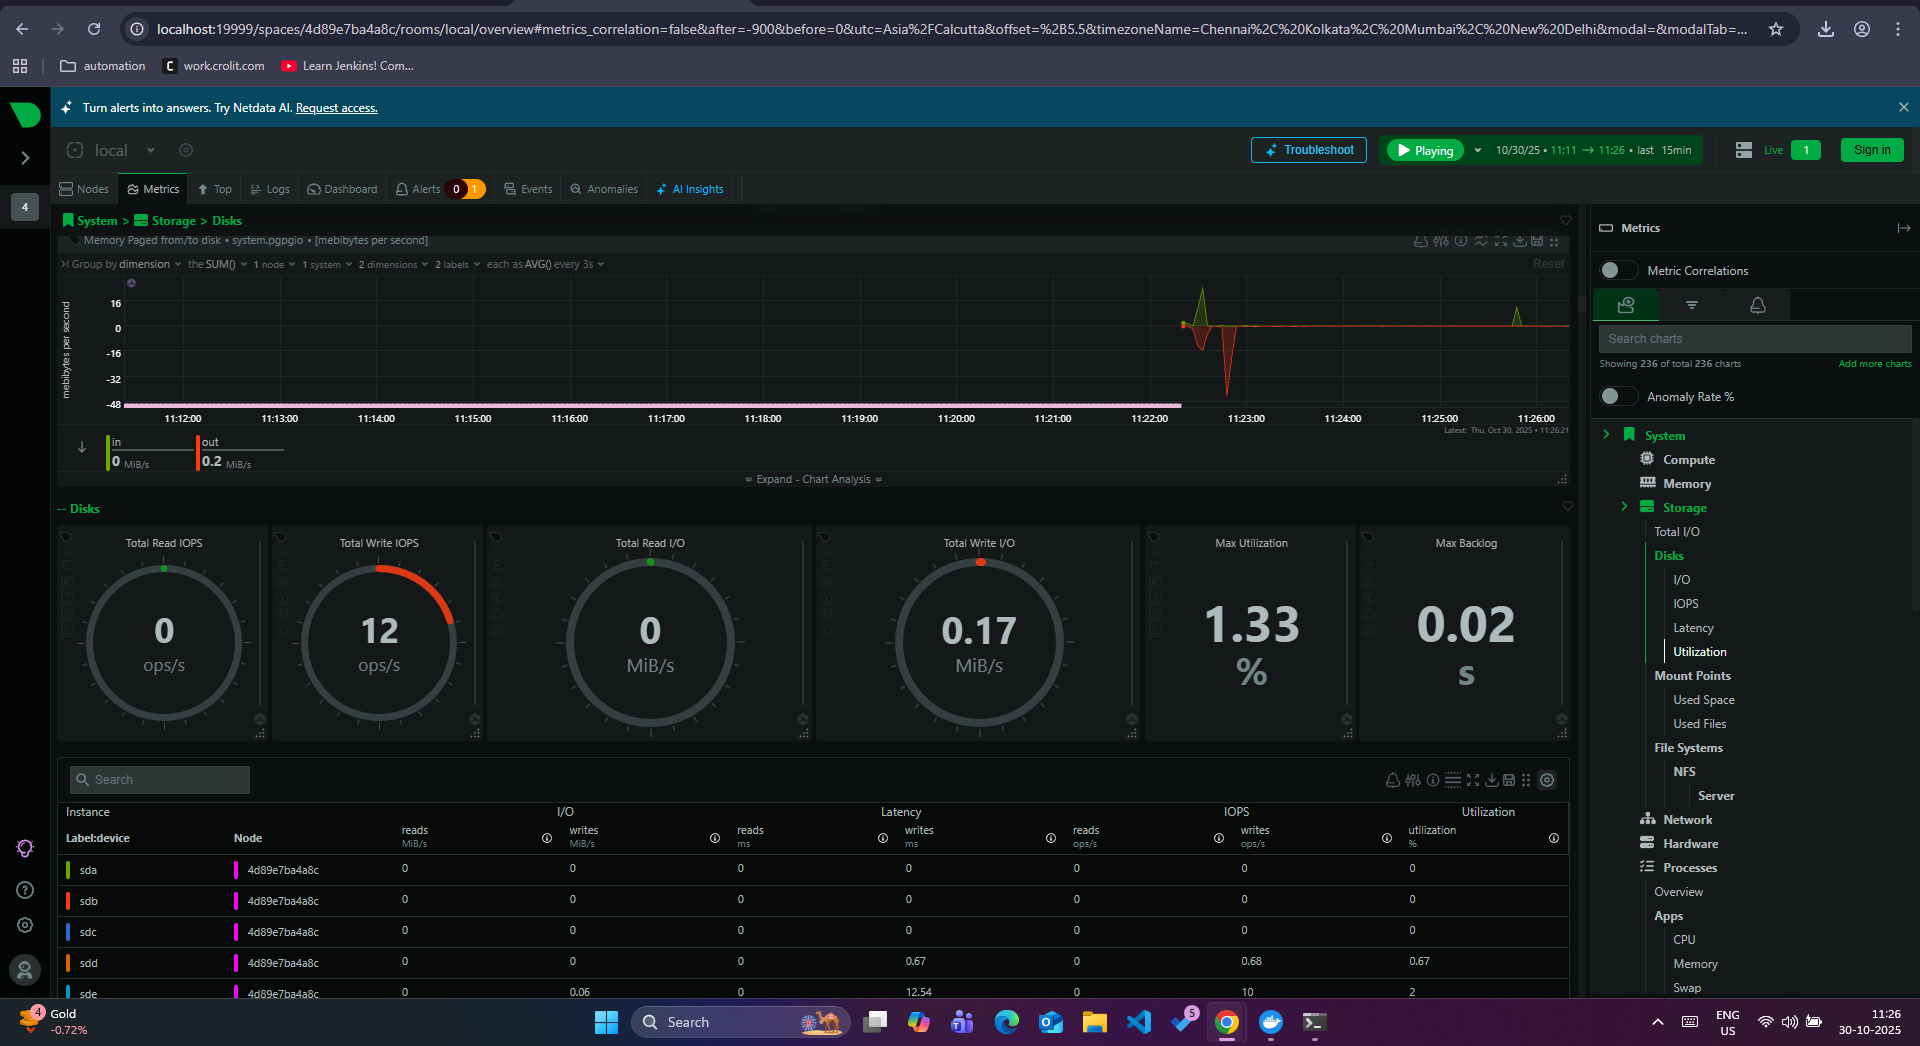 localhost:19999/spaces/4d89e7ba4a8c/rooms/local/overview#metrics_correlation=false&after=-900&before=0&utc=Asia%2FCalcutta&offset=%2B5.5&timezoneName=Chennai%2C%20Kolkata%2C%20Mumbai%2C%20New%20Delhi&modal=&modalTab=...
automation
C work.crolit.com
Learn Jenkins! Com...
Turn alerts into answers. Try Netdata AI. Request access.
local
Troubleshoot
Playing
10/30/25 • 11:11 → 11:26 • last 15min
Live 1
Sign in
4
Nodes
Metrics
Top
Logs
Dashboard
Alerts 0 1
Events
Anomalies
AI Insights
System > Storage > Disks
Memory Paged from/to disk • system.pgpgio • [mebibytes per second]
Group by dimension the SUM() 1 node 1 system 2 dimensions 2 labels each as AVG() every 3s
Reset
mebibytes per second
16
0
-16
-32
-48
11:12:00 11:13:00 11:14:00 11:15:00 11:16:00 11:17:00 11:18:00 11:19:00 11:20:00 11:21:00 11:22:00 11:23:00 11:24:00 11:25:00 11:26:00
Latest: Thu, Oct 30, 2025 • 11:26:21
in
0 MiB/s
out
0.2 MiB/s
Expand - Chart Analysis
-- Disks
Total Read IOPS
0
ops/s
Total Write IOPS
12
ops/s
Total Read I/O
0
MiB/s
Total Write I/O
0.17
MiB/s
Max Utilization
1.33
%
Max Backlog
0.02
s
Search
Instance I/O Latency IOPS Utilization
Label:device Node reads MiB/s writes MiB/s reads ms writes ms reads ops/s writes ops/s utilization %
sda 4d89e7ba4a8c 0 0 0 0 0 0 0
sdb 4d89e7ba4a8c 0 0 0 0 0 0 0
sdc 4d89e7ba4a8c 0 0 0 0 0 0 0
sdd 4d89e7ba4a8c 0 0 0 0.67 0 0.68 0.67
sde 4d89e7ba4a8c 0 0.06 0 12.54 0 10 2
Metrics
Metric Correlations
Search charts
Showing 236 of total 236 charts
Add more charts
Anomaly Rate %
System
Compute
Memory
Storage
Total I/O
Disks
I/O
IOPS
Latency
Utilization
Mount Points
Used Space
Used Files
File Systems
NFS
Server
Network
Hardware
Processes
Overview
Apps
CPU
Memory
Swap
4
Gold
-0.72%
Search
5
ENG
US
11:26
30-10-2025